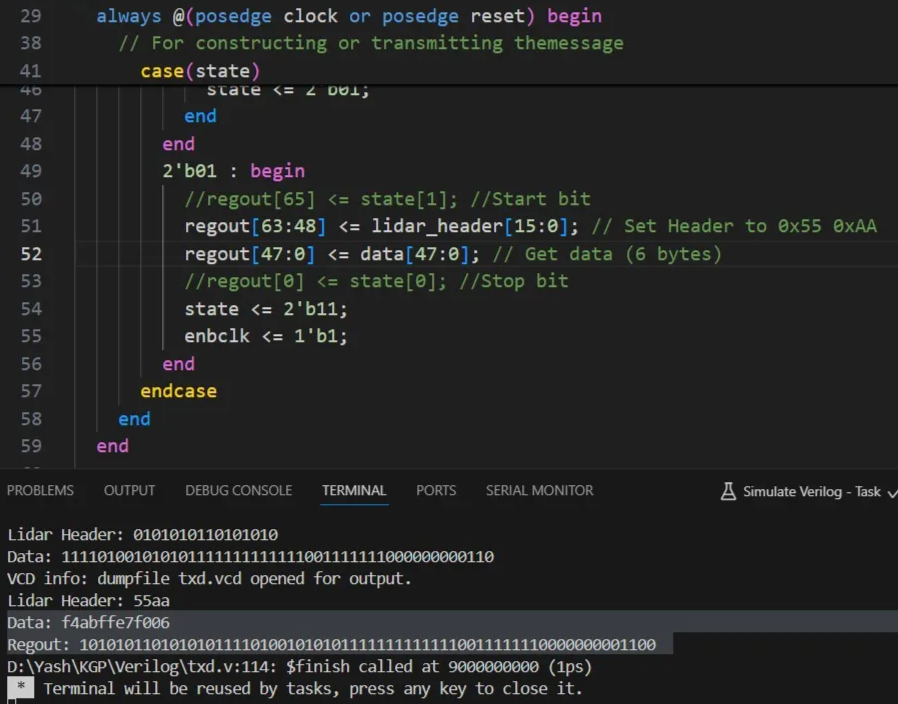 29 always @(posedge clock or posedge reset) begin
38 // For constructing or transmitting themessage
41 case(state)
46 state <= 2'b01;
47 end
48 end
49 2'b01 : begin
50 //regout[65] <= state[1]; //Start bit
51 regout[63:48] <= lidar_header[15:0]; // Set Header to 0x55 0xAA
52 regout[47:0] <= data[47:0]; // Get data (6 bytes)
53 //regout[0] <= state[0]; //Stop bit
54 state <= 2'b11;
55 enbclk <= 1'b1;
56 end
57 endcase
58 end
59 end
PROBLEMS OUTPUT DEBUG CONSOLE TERMINAL PORTS SERIAL MONITOR Simulate Verilog - Task
Lidar Header: 0101010110101010
Data: 111101001010101111111111111001111111000000000110
VCD info: dumpfile txd.vcd opened for output.
Lidar Header: 55aa
Data: f4abffe7f006
Regout: 1010101101010101111010010101011111111111110011111110000000001100
D:\Yash\KGP\Verilog\txd.v:114: $finish called at 9000000000 (1ps)
* Terminal will be reused by tasks, press any key to close it.